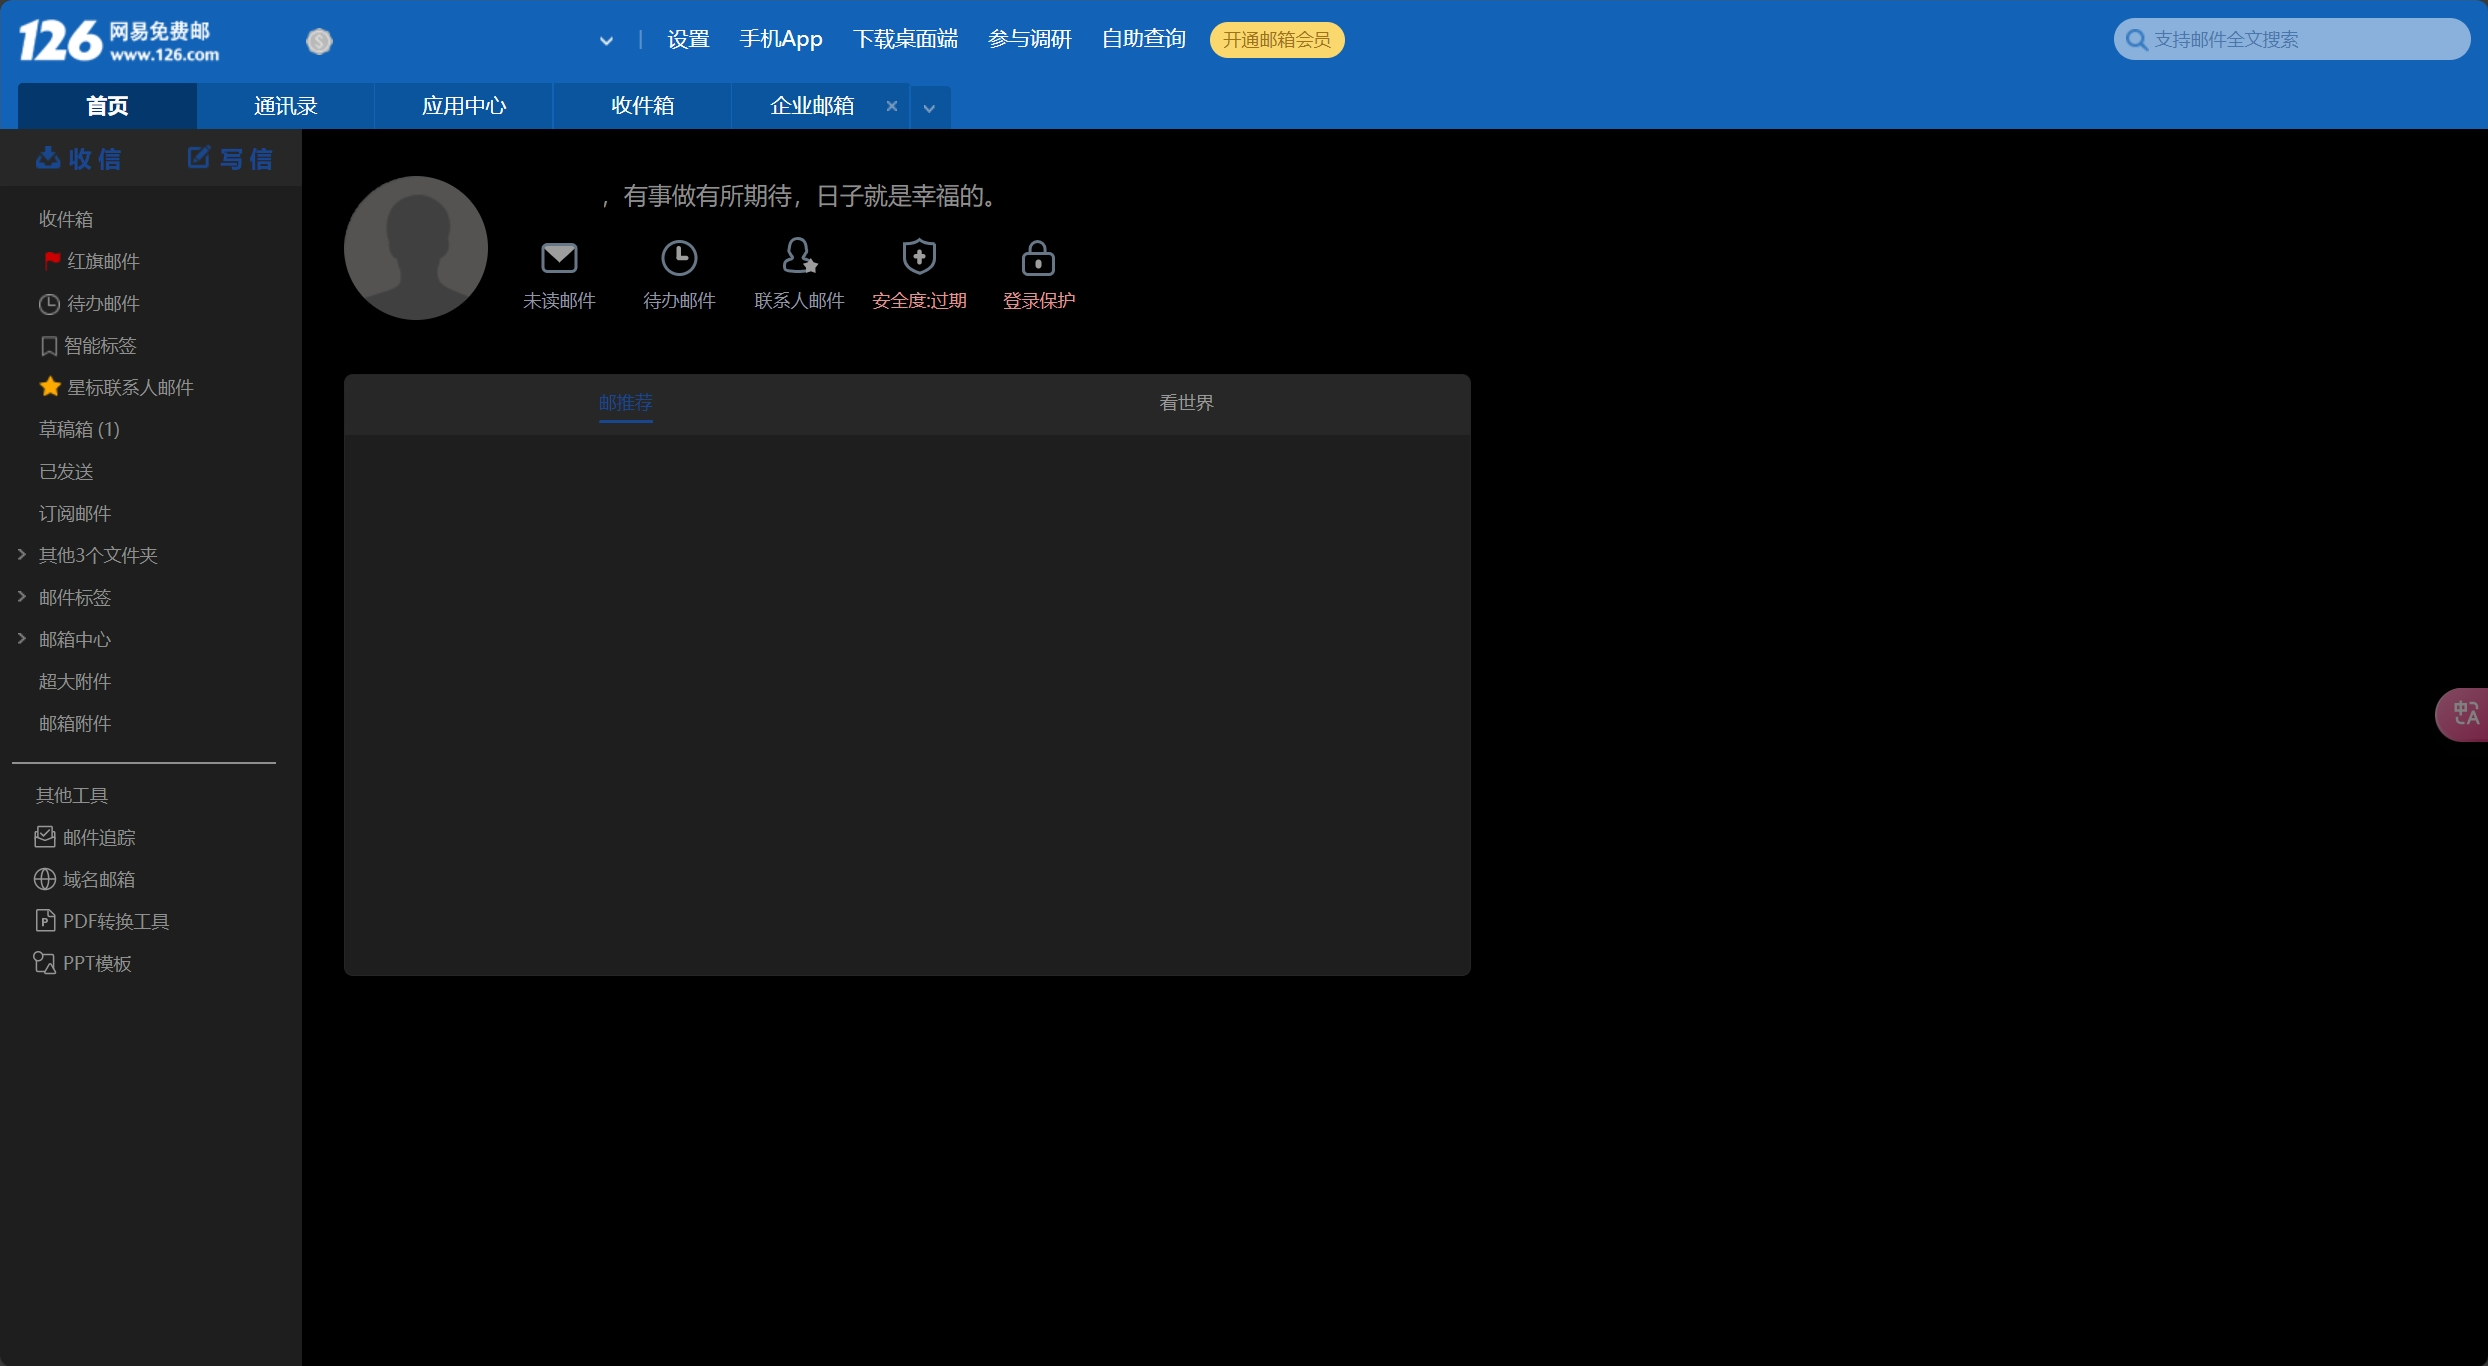 126 网易免费邮
www.126.com
设置 手机App 下载桌面端 参与调研 自助查询 开通邮箱会员
支持邮件全文搜索
首页 通讯录 应用中心 收件箱 企业邮箱
收信 写信
收件箱
红旗邮件
待办邮件
智能标签
星标联系人邮件
草稿箱 (1)
已发送
订阅邮件
其他3个文件夹
邮件标签
邮箱中心
超大附件
邮箱附件
其他工具
邮件追踪
域名邮箱
PDF转换工具
PPT模板
，有事做有所期待，日子就是幸福的。
未读邮件 待办邮件 联系人邮件 安全度:过期 登录保护
邮推荐 看世界
中A